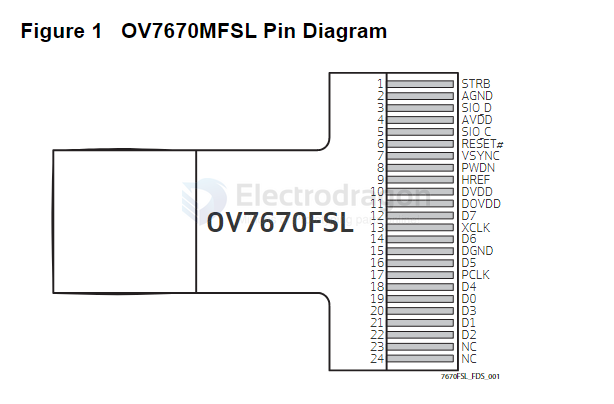 Figure 1 OV7670MFSL Pin Diagram
1 STRB
2 AGND
3 SIO_D
4 AVDD
5 SIO_C
6 RESET#
7 VSYNC
8 PWDN
9 HREF
10 DVDD
11 DOVDD
12 D7
13 XCLK
14 D6
15 DGND
16 D5
17 PCLK
18 D4
19 D0
20 D3
21 D1
22 D2
23 NC
24 NC
Electrodragon
OV7670FSL
7670FSL_FDS_001